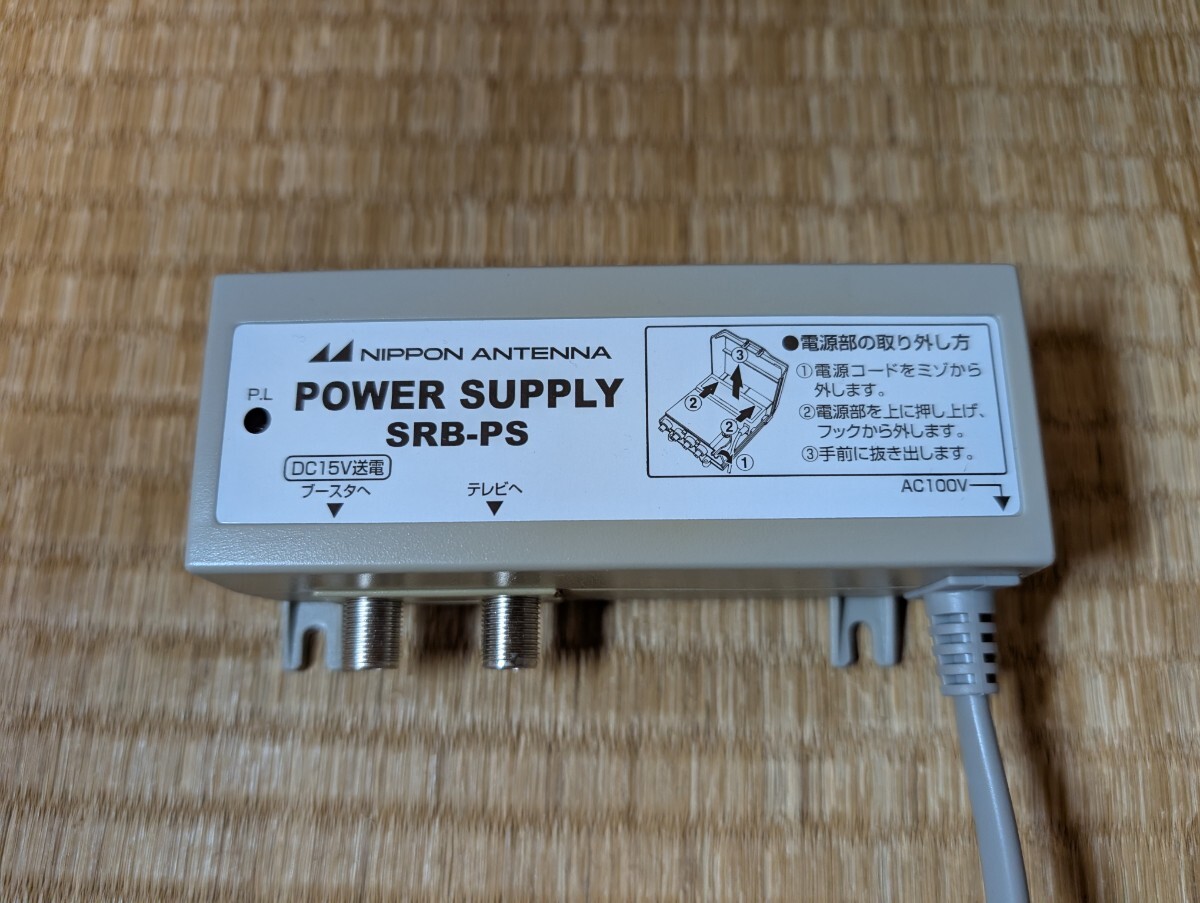 NIPPON ANTENNA
P.L
POWER SUPPLY
SRB-PS
DC15V送電
ブースタへ
テレビへ
③
②
②
①
●電源部の取り外し方
①電源コードをミゾから
外します。
②電源部を上に押し上げ、
フックから外します。
③手前に抜き出します。
AC100V